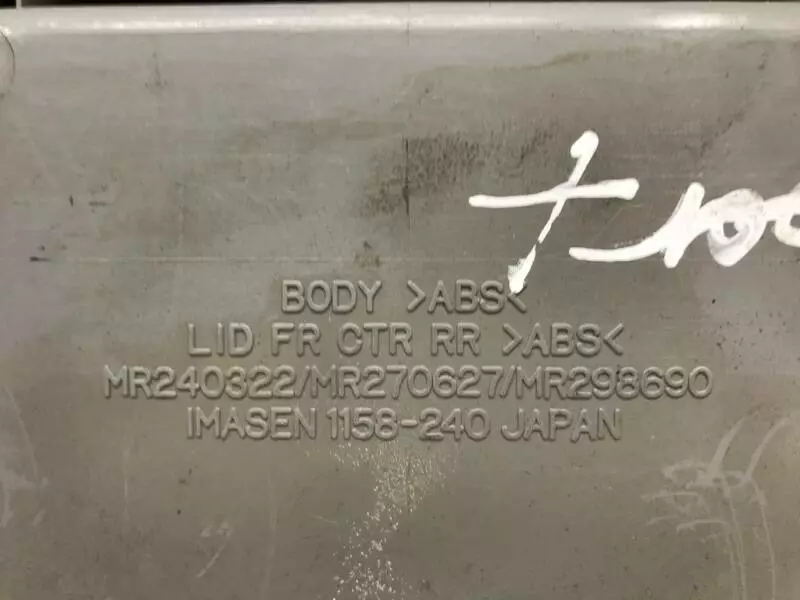 BODY >ABS<
LID FR CTR RR >ABS<
MR240322/MR270627/MR298690
IMASEN 1158-240 JAPAN